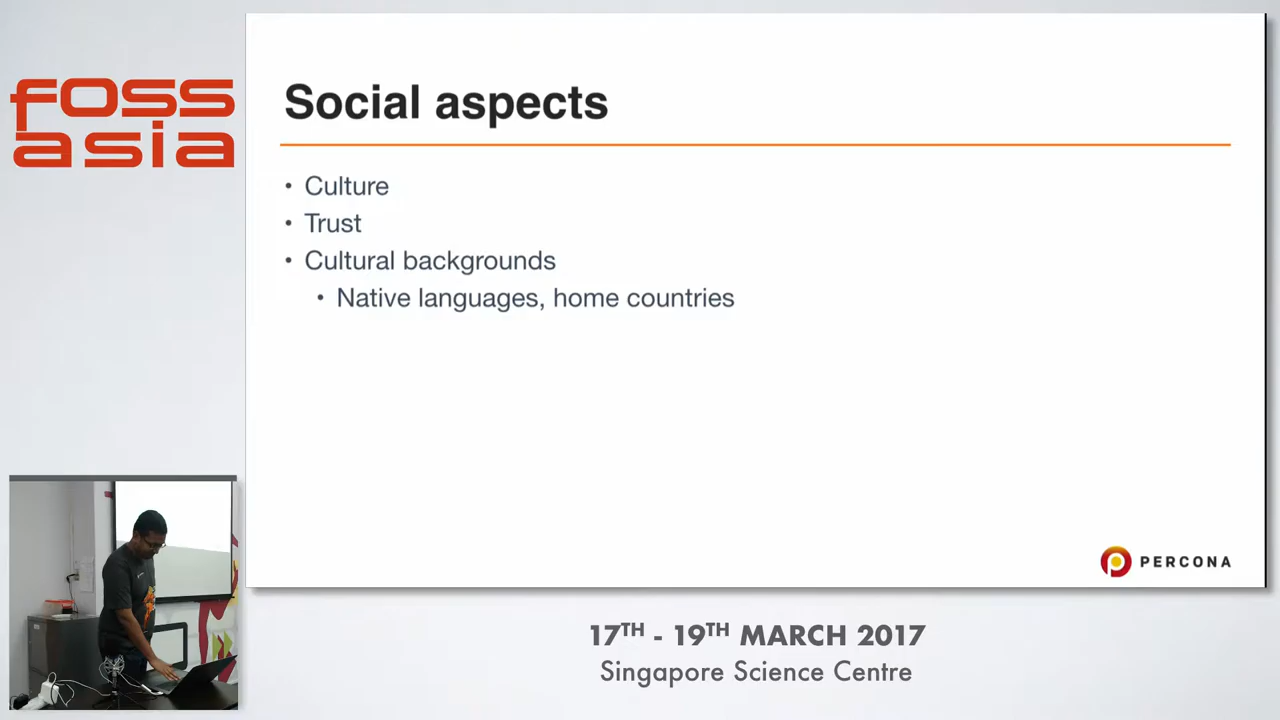 foss
asia
Social aspects
• Culture
• Trust
• Cultural backgrounds
• Native languages, home countries
PERCONA
17TH - 19TH MARCH 2017
Singapore Science Centre